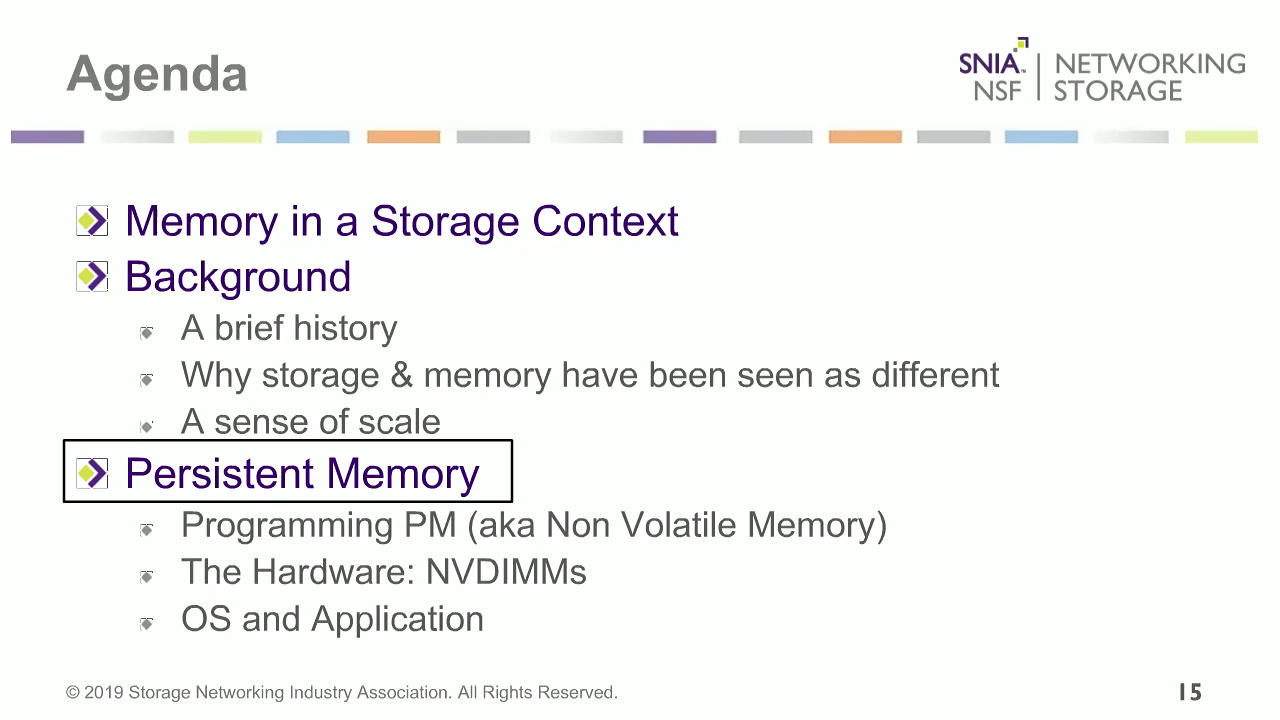 Agenda
SNIA™ | NETWORKING
NSF | STORAGE
Memory in a Storage Context
Background
A brief history
Why storage & memory have been seen as different
A sense of scale
Persistent Memory
Programming PM (aka Non Volatile Memory)
The Hardware: NVDIMMs
OS and Application
© 2019 Storage Networking Industry Association. All Rights Reserved.
15